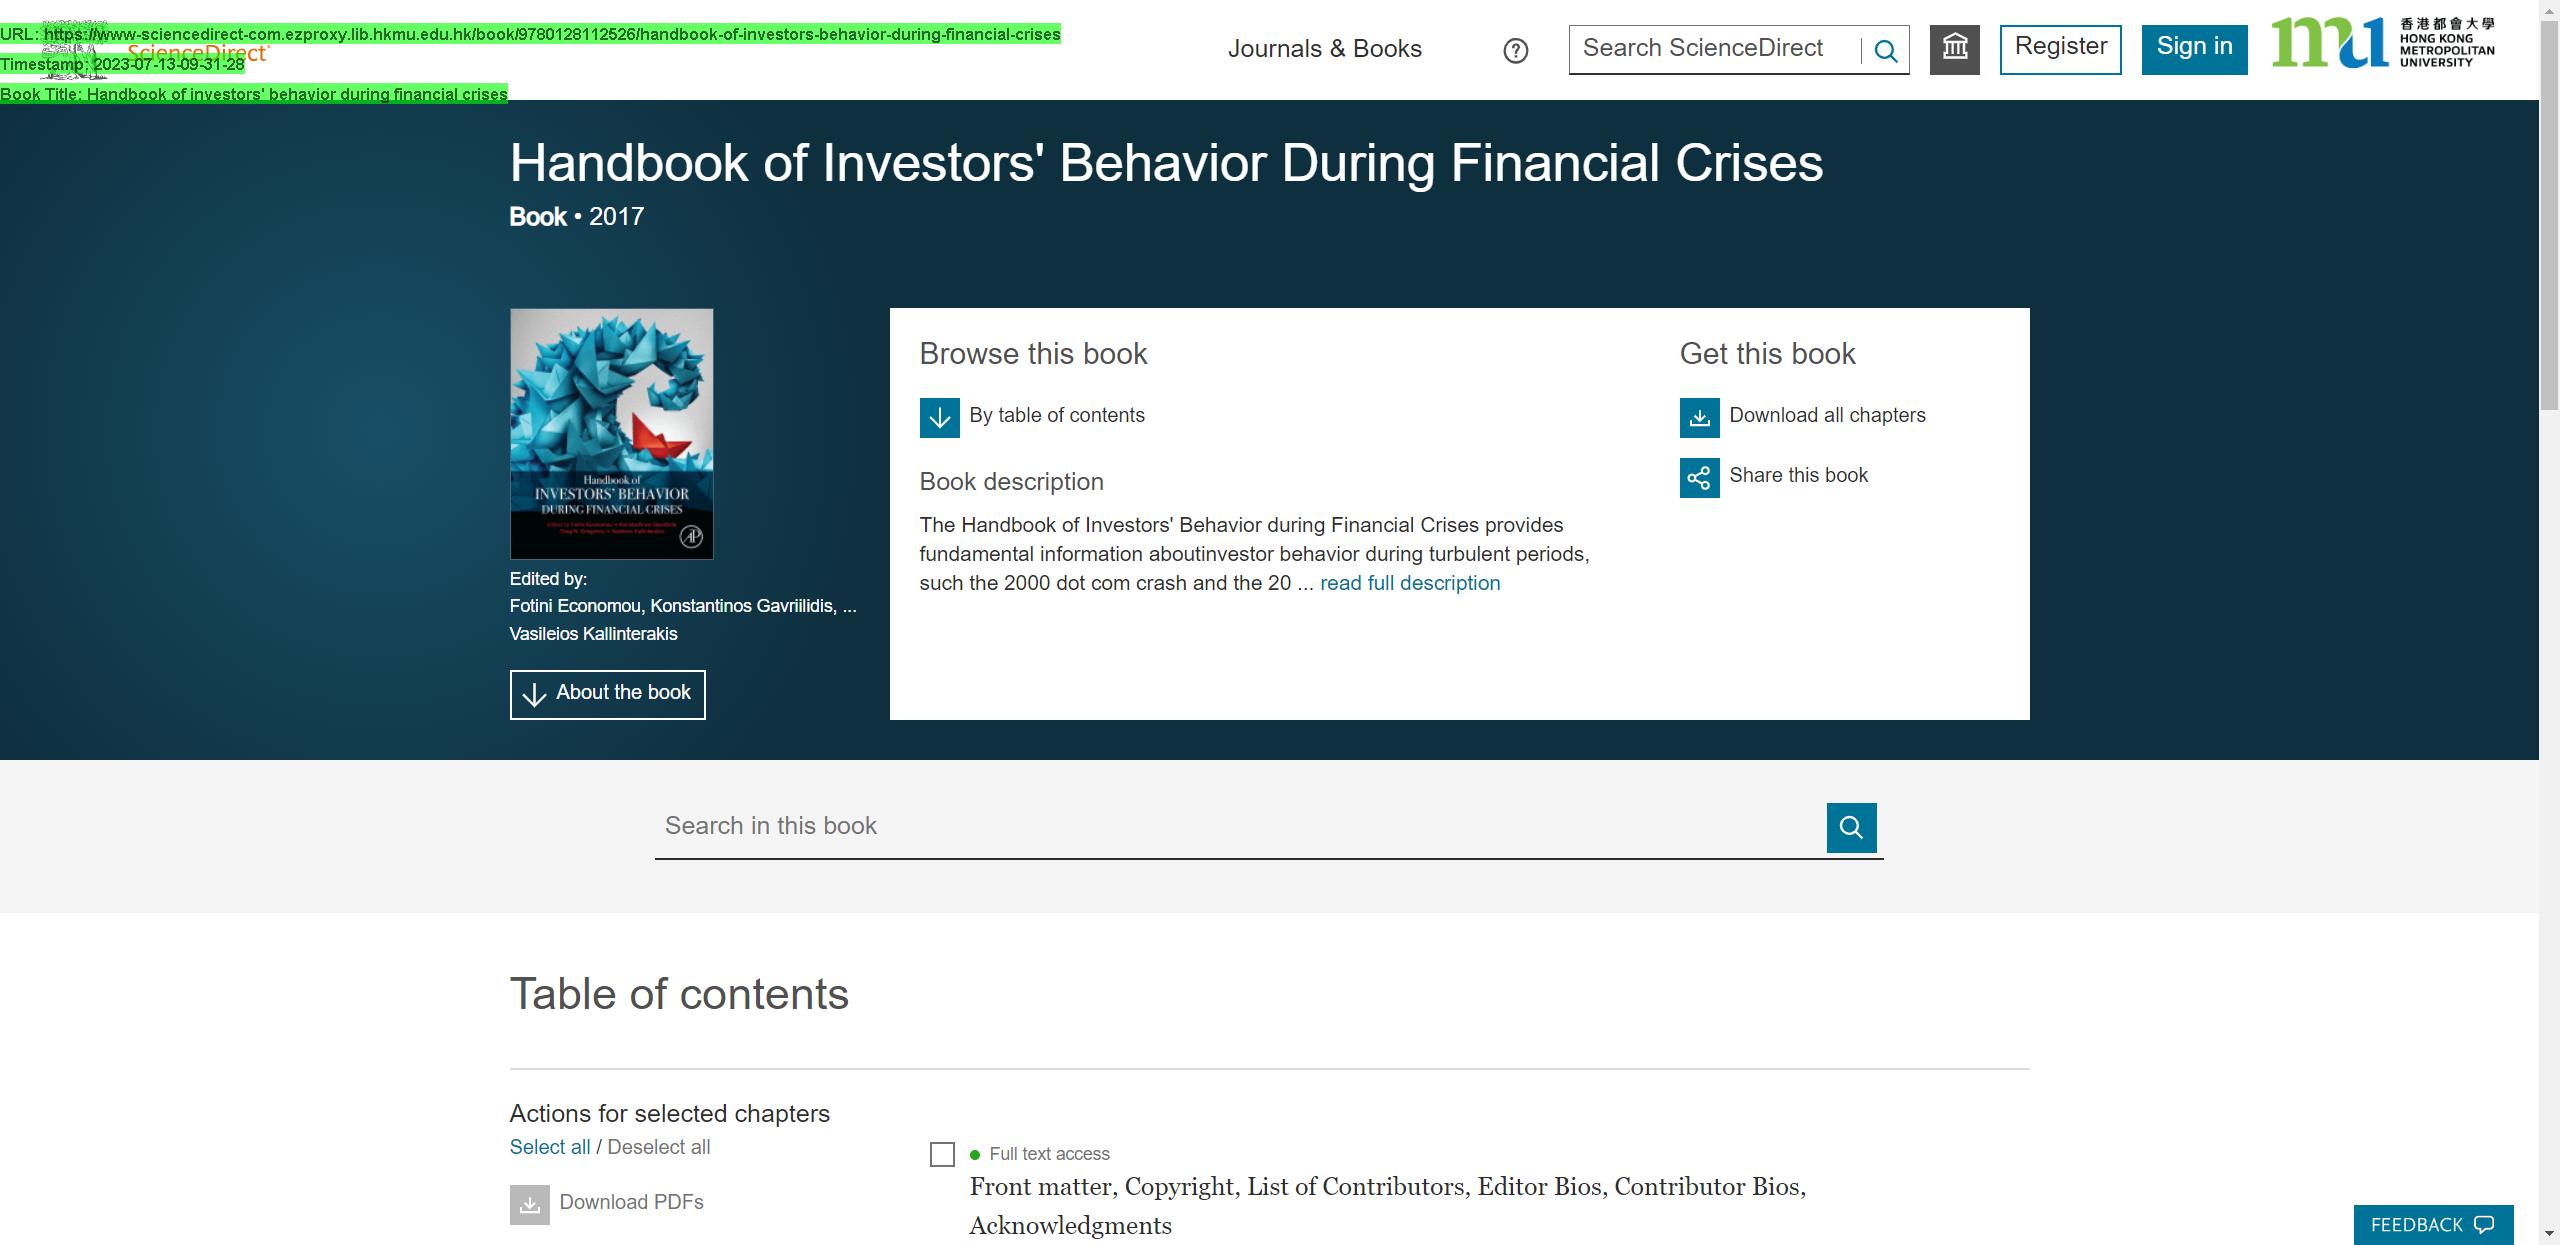 URL: https://www-sciencedirect-com.ezproxy.lib.hkmu.edu.hk/book/9780128112526/handbook-of-investors-behavior-during-financial-crises
ScienceDirect
Timestamp: 2023-07-13-09-31-28
Book Title: Handbook of investors' behavior during financial crises
Journals & Books
Search ScienceDirect
Register
Sign in
香港都會大學
HONG KONG
METROPOLITAN
UNIVERSITY
Handbook of Investors' Behavior During Financial Crises
Book • 2017
Handbook of
INVESTORS' BEHAVIOR
DURING FINANCIAL CRISES
AP
Edited by:
Fotini Economou, Konstantinos Gavriilidis, ...
Vasileios Kallinterakis
About the book
Browse this book
By table of contents
Book description
The Handbook of Investors' Behavior during Financial Crises provides
fundamental information aboutinvestor behavior during turbulent periods,
such the 2000 dot com crash and the 20 ... read full description
Get this book
Download all chapters
Share this book
Search in this book
Table of contents
Actions for selected chapters
Select all / Deselect all
Download PDFs
Full text access
Front matter, Copyright, List of Contributors, Editor Bios, Contributor Bios,
Acknowledgments
FEEDBACK